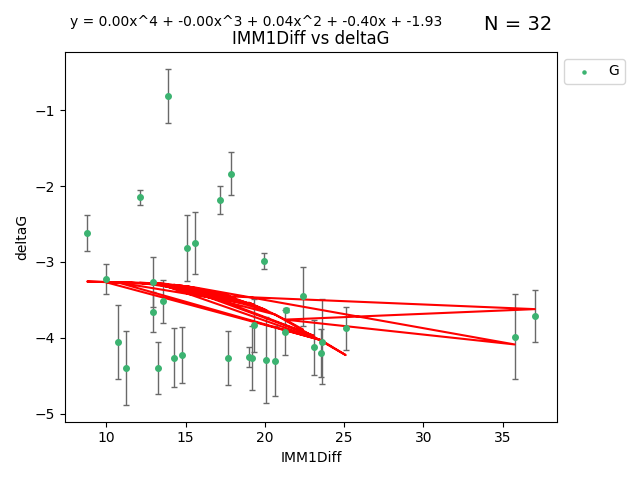 y = 0.00x^4 + -0.00x^3 + 0.04x^2 + -0.40x + -1.93
N = 32
IMM1Diff vs deltaG
G
deltaG
−1
−2
−3
−4
−5
10 15 20 25 30 35
IMM1Diff